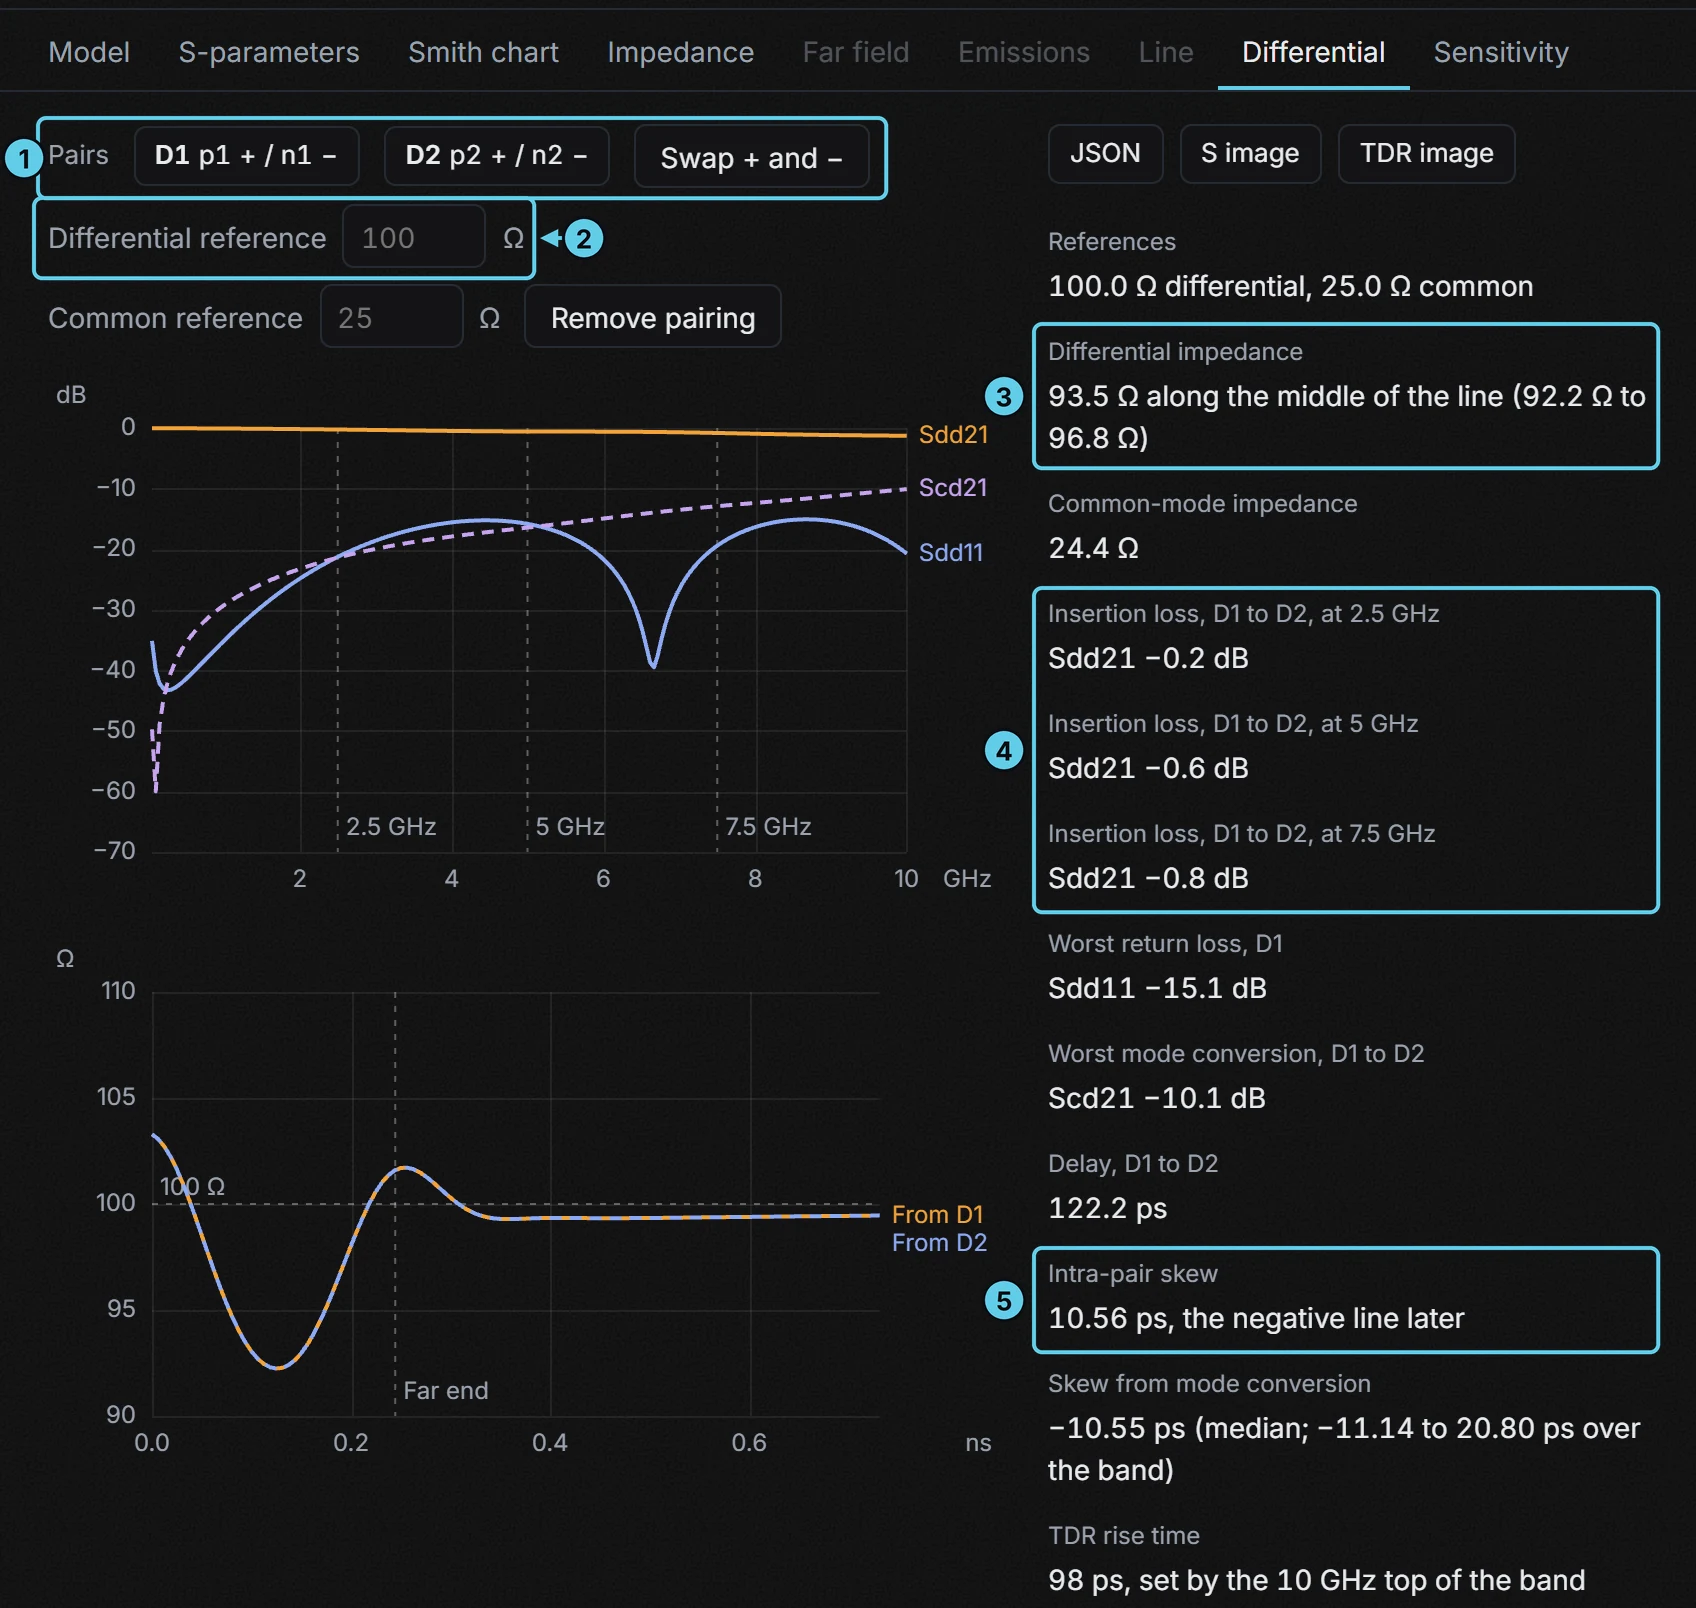 Model S-parameters Smith chart Impedance Far field Emissions Line Differential Sensitivity
1 Pairs D1 p1 + / n1 − D2 p2 + / n2 − Swap + and −
Differential reference 100 Ω 2
Common reference 25 Ω Remove pairing
dB
0
−10
−20
−30
−40
−50
−60
−70
Sdd21
Scd21
Sdd11
2.5 GHz 5 GHz 7.5 GHz
2 4 6 8 10 GHz
Ω
110
105
100
95
90
100 Ω
From D1
From D2
Far end
0.0 0.2 0.4 0.6 ns
JSON S image TDR image
References
100.0 Ω differential, 25.0 Ω common
3
Differential impedance
93.5 Ω along the middle of the line (92.2 Ω to
96.8 Ω)
Common-mode impedance
24.4 Ω
4
Insertion loss, D1 to D2, at 2.5 GHz
Sdd21 −0.2 dB
Insertion loss, D1 to D2, at 5 GHz
Sdd21 −0.6 dB
Insertion loss, D1 to D2, at 7.5 GHz
Sdd21 −0.8 dB
Worst return loss, D1
Sdd11 −15.1 dB
Worst mode conversion, D1 to D2
Scd21 −10.1 dB
Delay, D1 to D2
122.2 ps
5
Intra-pair skew
10.56 ps, the negative line later
Skew from mode conversion
−10.55 ps (median; −11.14 to 20.80 ps over
the band)
TDR rise time
98 ps, set by the 10 GHz top of the band